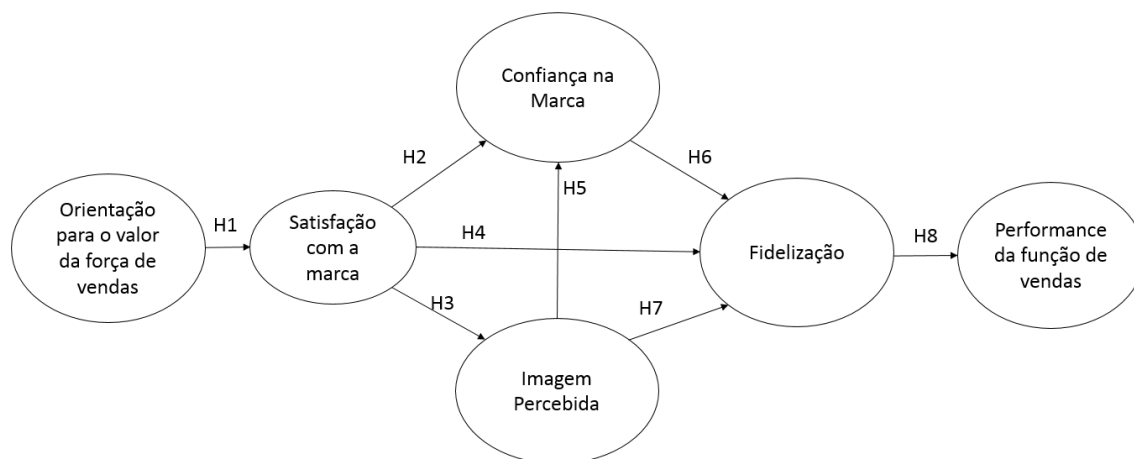 Confiança na
Marca
H2
H6
H5
Orientação
para o valor
da força de
vendas
H1
Satisfação
com a
marca
H4
Fidelização
H8
Performance
da função de
vendas
H3
H7
Imagem
Percebida